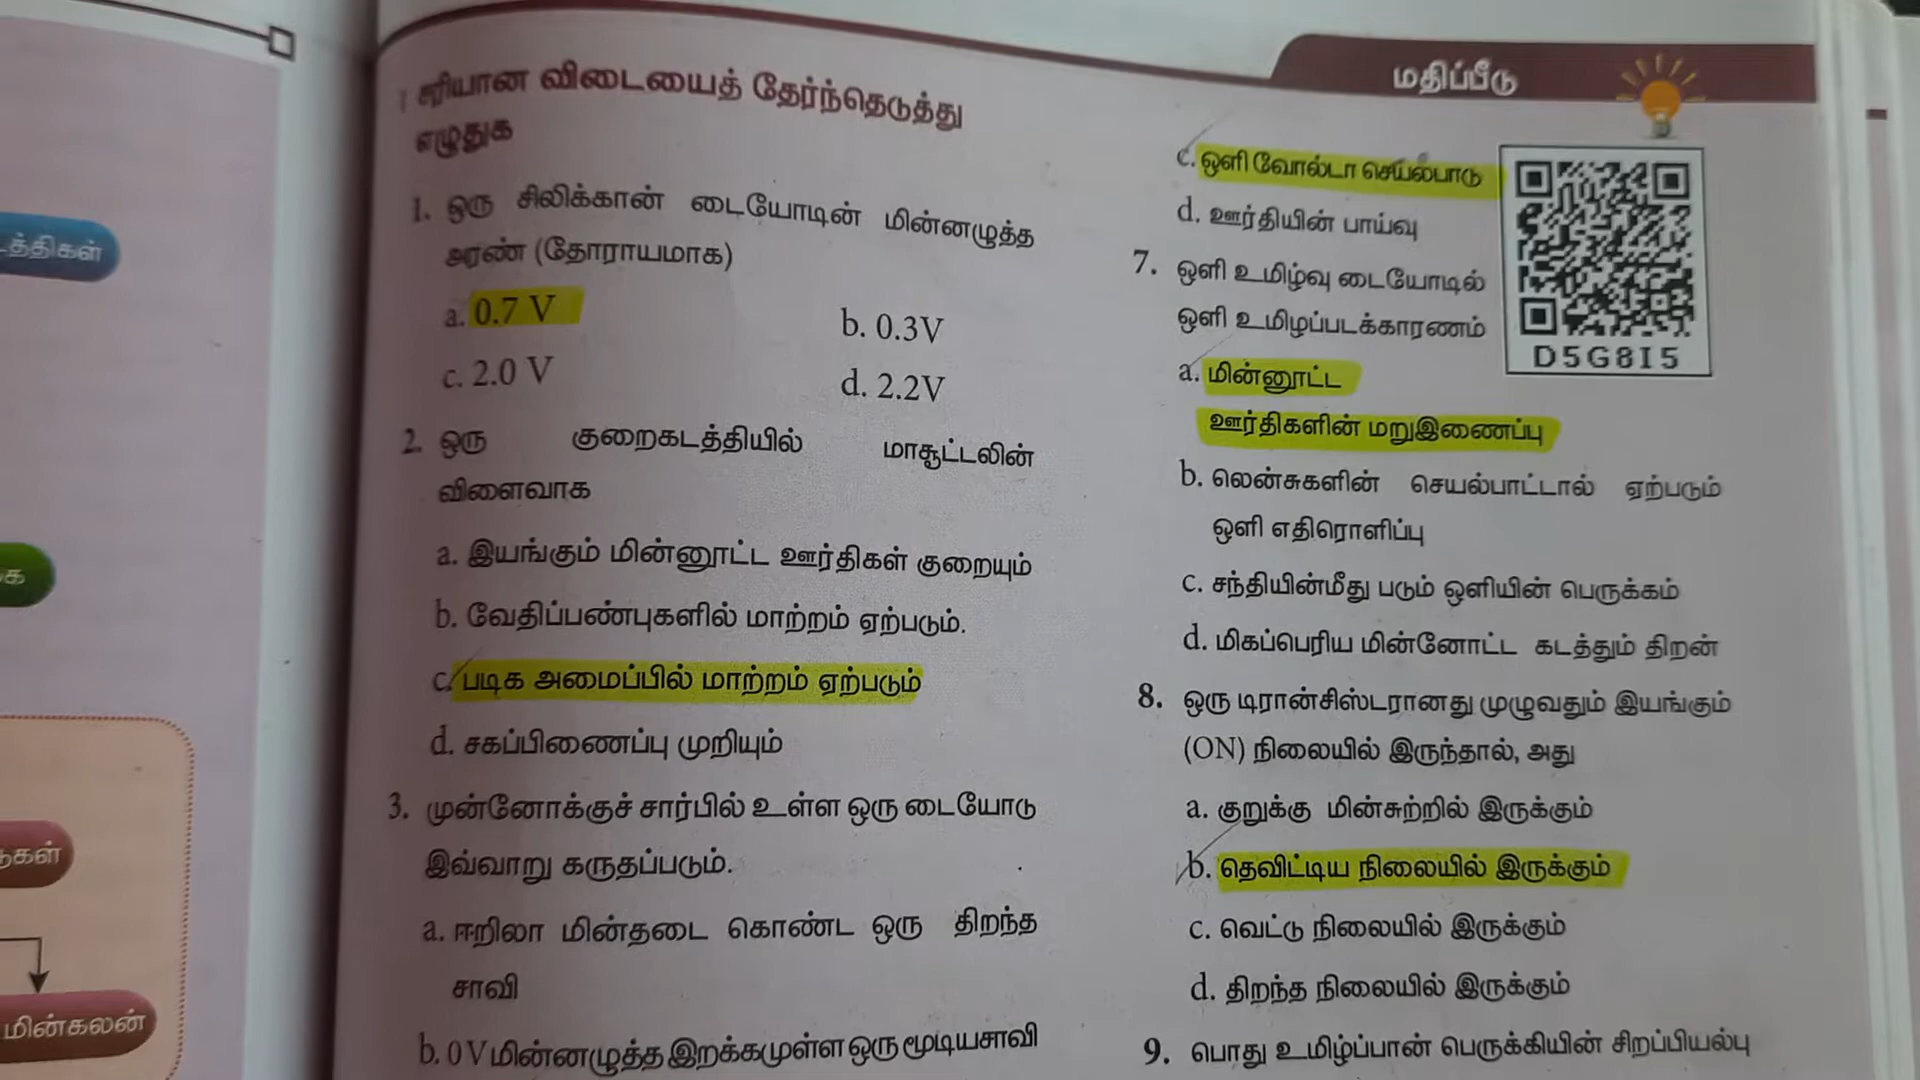 த்திகள்
கை
கள்
மின்கலன்
மதிப்பீடு
I சரியான விடையைத் தேர்ந்தெடுத்து
எழுதுக
1. ஒரு சிலிக்கான் டையோடின் மின்னழுத்த
அரண் (தோராயமாக)
a. 0.7 V
b. 0.3V
c. 2.0 V
d. 2.2V
2. ஒரு குறைகடத்தியில் மாசூட்டலின்
விளைவாக
a. இயங்கும் மின்னூட்ட ஊர்திகள் குறையும்
b. வேதிப்பண்புகளில் மாற்றம் ஏற்படும்.
c. படிக அமைப்பில் மாற்றம் ஏற்படும்
d. சகப்பிணைப்பு முறியும்
3. முன்னோக்குச் சார்பில் உள்ள ஒரு டையோடு
இவ்வாறு கருதப்படும்.
a. ஈறிலா மின்தடை கொண்ட ஒரு திறந்த
சாவி
b. 0 V மின்னழுத்த இறக்கமுள்ள ஒரு மூடிய சாவி
c. ஒளி வோல்டா செயல்பாடு
d. ஊர்தியின் பாய்வு
7. ஒளி உமிழ்வு டையோடில்
ஒளி உமிழப்படக்காரணம்
a. மின்னூட்ட
ஊர்திகளின் மறுஇணைப்பு
b. லென்சுகளின் செயல்பாட்டால் ஏற்படும்
ஒளி எதிரொளிப்பு
c. சந்தியின்மீது படும் ஒளியின் பெருக்கம்
d. மிகப்பெரிய மின்னோட்ட கடத்தும் திறன்
8. ஒரு டிரான்சிஸ்டரானது முழுவதும் இயங்கும்
(ON) நிலையில் இருந்தால், அது
a. குறுக்கு மின்சுற்றில் இருக்கும்
b. தெவிட்டிய நிலையில் இருக்கும்
c. வெட்டு நிலையில் இருக்கும்
d. திறந்த நிலையில் இருக்கும்
9. பொது உமிழ்ப்பான் பெருக்கியின் சிறப்பியல்பு
D5G8I5